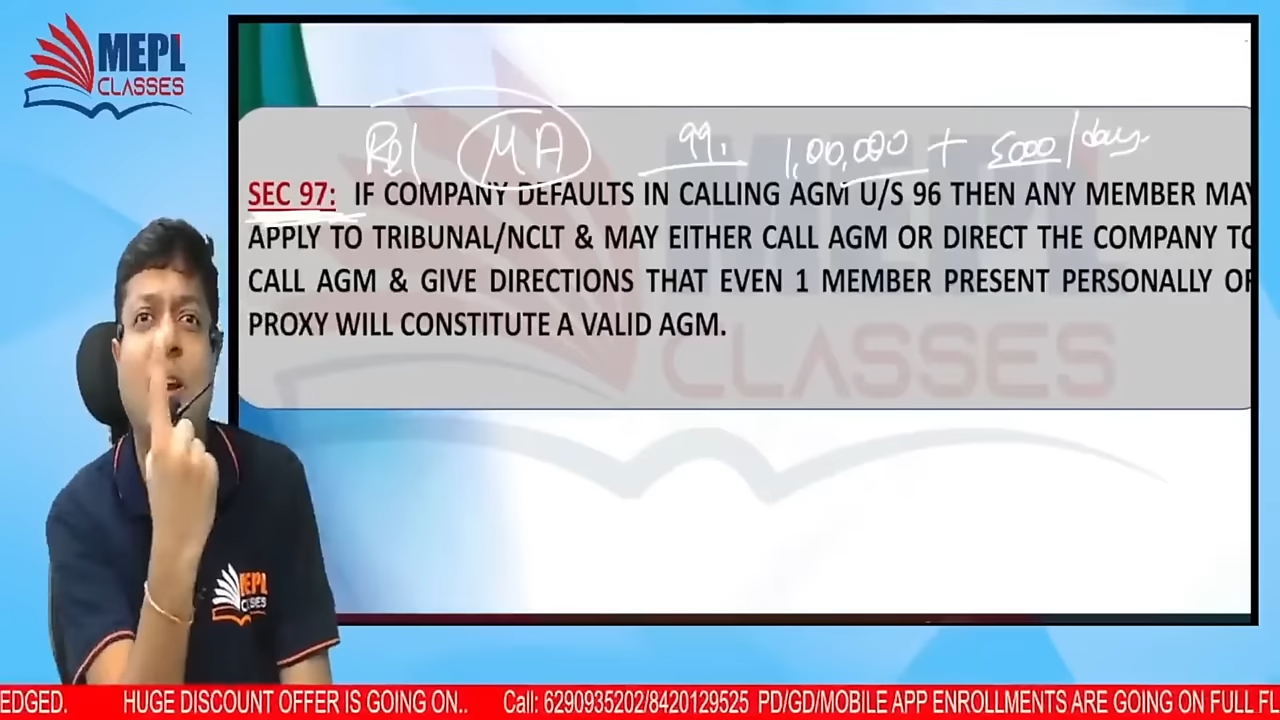 MEPL
CLASSES
Rel MA 99. 1,00,000 + 5000/day
SEC 97: IF COMPANY DEFAULTS IN CALLING AGM U/S 96 THEN ANY MEMBER MAY
APPLY TO TRIBUNAL/NCLT & MAY EITHER CALL AGM OR DIRECT THE COMPANY TO
CALL AGM & GIVE DIRECTIONS THAT EVEN 1 MEMBER PRESENT PERSONALLY OR
PROXY WILL CONSTITUTE A VALID AGM.
MEPL
CLASSES
MEPL
CLASSES
EDGED. HUGE DISCOUNT OFFER IS GOING ON.. Call: 6290935202/8420129525 PD/GD/MOBILE APP ENROLLMENTS ARE GOING ON FULL FL